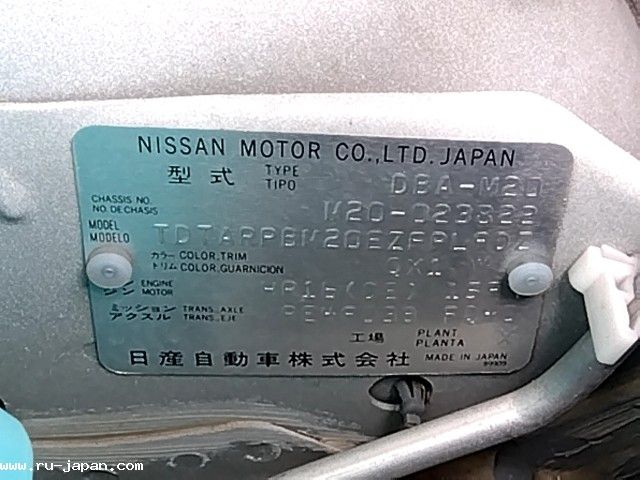 NISSAN MOTOR CO.,LTD. JAPAN
型式 TYPE TIPO DBA-M20
CHASSIS NO. NO. DE CHASIS M20-023822
MODEL MODELO
カラー COLOR, TRIM
トリム COLOR, GUARNICION QX1
ENGINE MOTOR HR16(DE)
ミッション TRANS., AXLE
アクスル TRANS., EJE
工場 PLANT PLANTA
日産自動車株式会社 MADE IN JAPAN
www.ru-japan.com